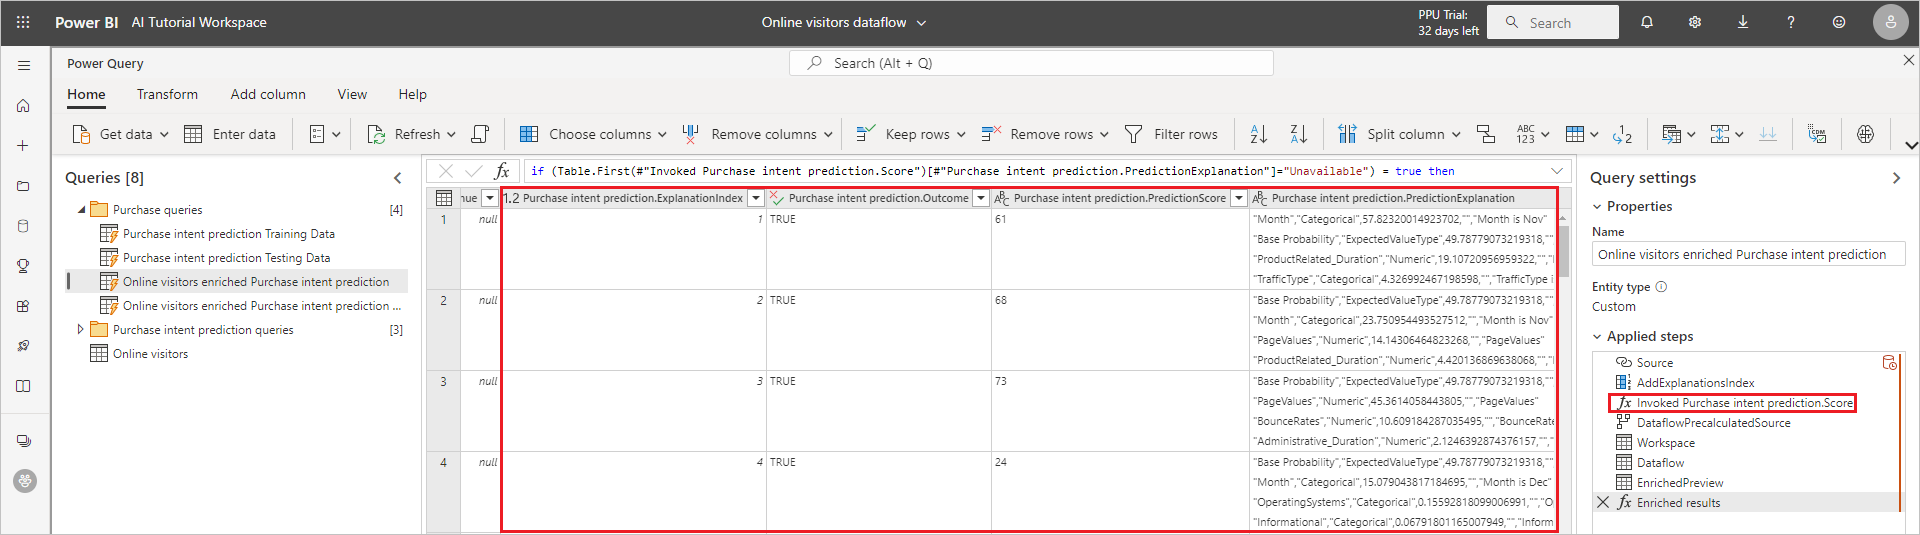 Power BI AI Tutorial Workspace Online visitors dataflow PPU Trial: 32 days left Search ?
Power Query Search (Alt + Q)
Home Transform Add column View Help
Get data Enter data Refresh Choose columns Remove columns Keep rows Remove rows Filter rows A Z Z A Split column ABC 123 1 2 CDM
Queries [8]
Purchase queries [4]
Purchase intent prediction Training Data
Purchase intent prediction Testing Data
Online visitors enriched Purchase intent prediction
Online visitors enriched Purchase intent prediction ...
Purchase intent prediction queries [3]
Online visitors
fx if (Table.First(#"Invoked Purchase intent prediction.Score")[#"Purchase intent prediction.PredictionExplanation"]="Unavailable") = true then
nue 1.2 Purchase intent prediction.ExplanationIndex Purchase intent prediction.Outcome ABC Purchase intent prediction.PredictionScore ABC Purchase intent prediction.PredictionExplanation
1 null 1 TRUE 61 "Month","Categorical",57.82320014923702,"","Month is Nov"
"Base Probability","ExpectedValueType",49.78779073219318,""
"ProductRelated_Duration","Numeric",19.10720956959322,"",
"TrafficType","Categorical",4.326992467198598,"","TrafficType i
2 null 2 TRUE 68 "Base Probability","ExpectedValueType",49.78779073219318,""
"Month","Categorical",23.750954493527512,"","Month is Nov"
"PageValues","Numeric",14.14306464823268,"","PageValues"
"ProductRelated_Duration","Numeric",4.420136869638068,"",
3 null 3 TRUE 73 "Base Probability","ExpectedValueType",49.78779073219318,""
"PageValues","Numeric",45.3614058443805,"","PageValues"
"BounceRates","Numeric",10.609184287035495,"","BounceRate
"Administrative_Duration","Numeric",2.1246392874376157,"",
4 null 4 TRUE 24 "Base Probability","ExpectedValueType",49.78779073219318,""
"Month","Categorical",15.079043817184695,"","Month is Dec"
"OperatingSystems","Categorical",0.15592818099006991,"","O
"Informational","Categorical",0.06791801165007949,"","Inform
Query settings
Properties
Name
Online visitors enriched Purchase intent prediction
Entity type
Custom
Applied steps
Source
AddExplanationsIndex
fx Invoked Purchase intent prediction.Score
DataflowPrecalculatedSource
Workspace
Dataflow
EnrichedPreview
fx Enriched results